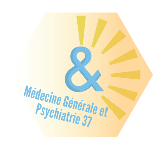 &
Médecine Générale et
Psychiatrie 37